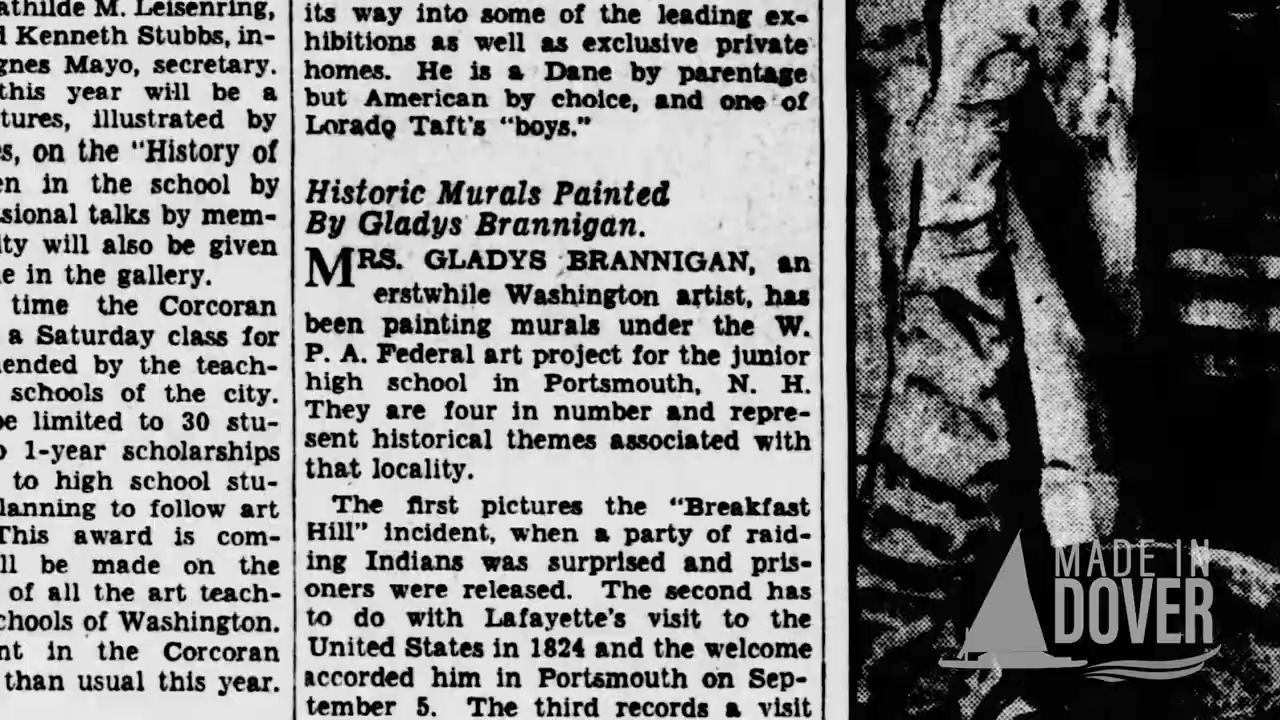 athilde M. Leisenring,
Kenneth Stubbs, in-
gnes Mayo, secretary.
this year will be a
tures, illustrated by
s, on the "History of
en in the school by
ssional talks by mem-
lty will also be given
e in the gallery.
time the Corcoran
a Saturday class for
ended by the teach-
schools of the city.
be limited to 30 stu-
1-year scholarships
to high school stu-
lanning to follow art
This award is com-
ll be made on the
of all the art teach-
chools of Washington.
nt in the Corcoran
than usual this year.
its way into some of the leading ex-
hibitions as well as exclusive private
homes. He is a Dane by parentage
but American by choice, and one of
Lorado Taft's "boys."
Historic Murals Painted
By Gladys Brannigan.
MRS. GLADYS BRANNIGAN, an
erstwhile Washington artist, has
been painting murals under the W.
P. A. Federal art project for the junior
high school in Portsmouth, N. H.
They are four in number and repre-
sent historical themes associated with
that locality.
The first pictures the "Breakfast
Hill" incident, when a party of raid-
ing Indians was surprised and pris-
oners were released. The second has
to do with Lafayette's visit to the
United States in 1824 and the welcome
accorded him in Portsmouth on Sep-
tember 5. The third records a visit
MADE IN
DOVER